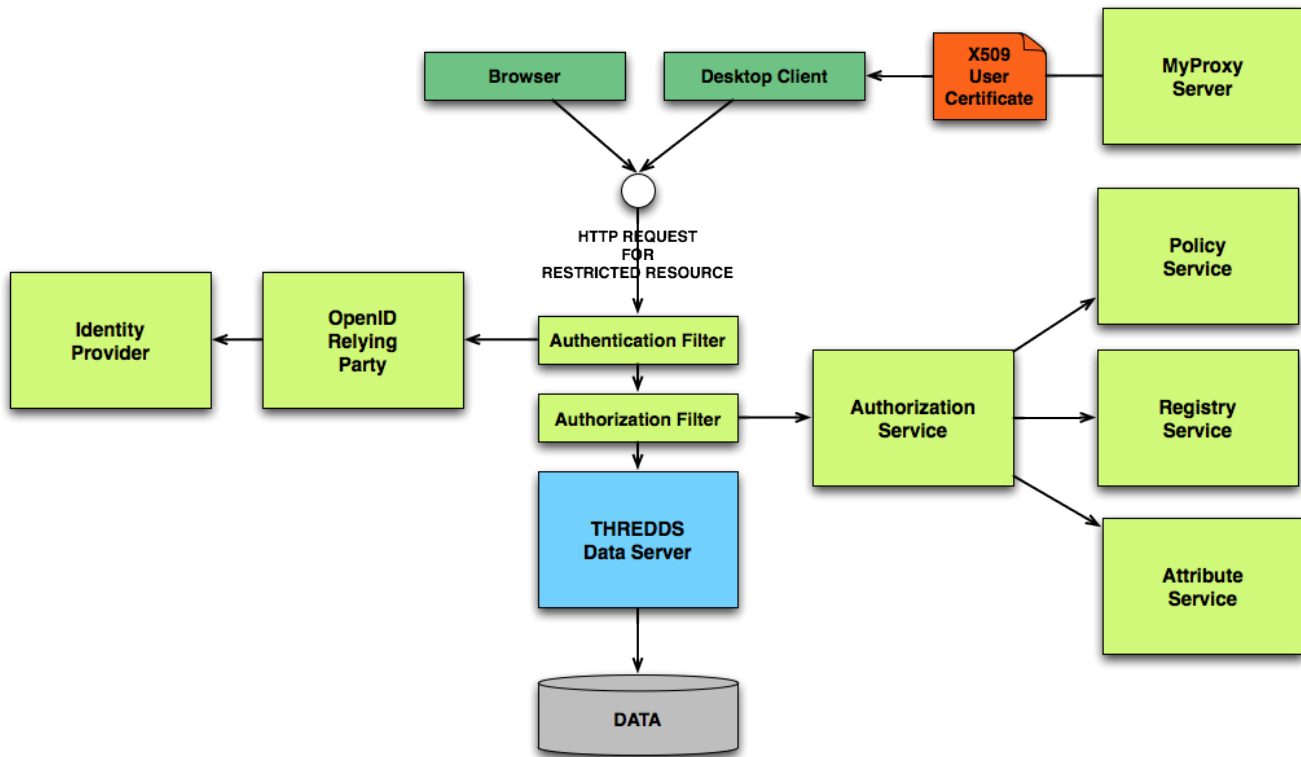 Browser
Desktop Client
X509
User
Certificate
MyProxy
Server
HTTP REQUEST
FOR
RESTRICTED RESOURCE
Policy
Service
Identity
Provider
OpenID
Relying
Party
Authentication Filter
Authorization Filter
Authorization
Service
Registry
Service
THREDDS
Data Server
Attribute
Service
DATA